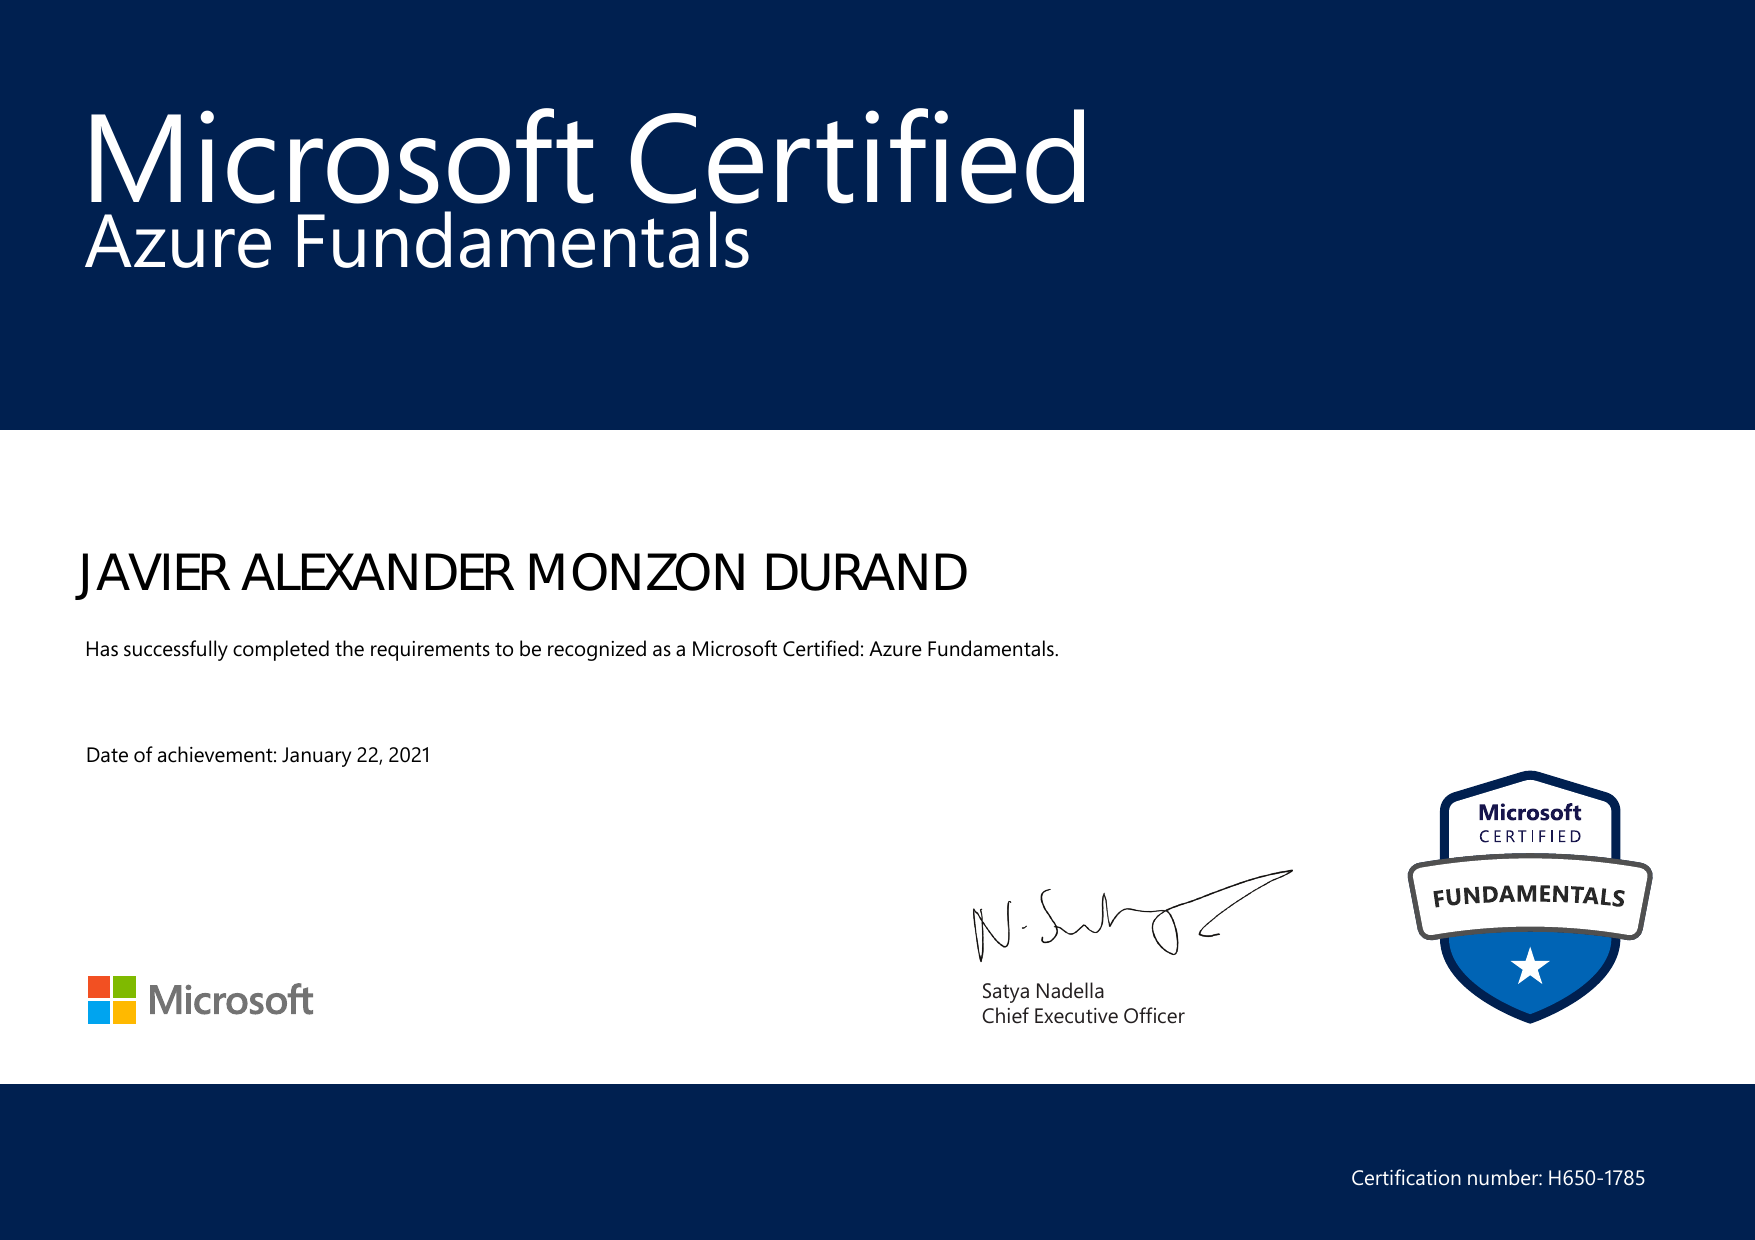 Microsoft Certified
Azure Fundamentals
JAVIER ALEXANDER MONZON DURAND
Has successfully completed the requirements to be recognized as a Microsoft Certified: Azure Fundamentals.
Date of achievement: January 22, 2021
Microsoft
CERTIFIED
FUNDAMENTALS
N. Satya
Satya Nadella
Chief Executive Officer
Microsoft
Certification number: H650-1785